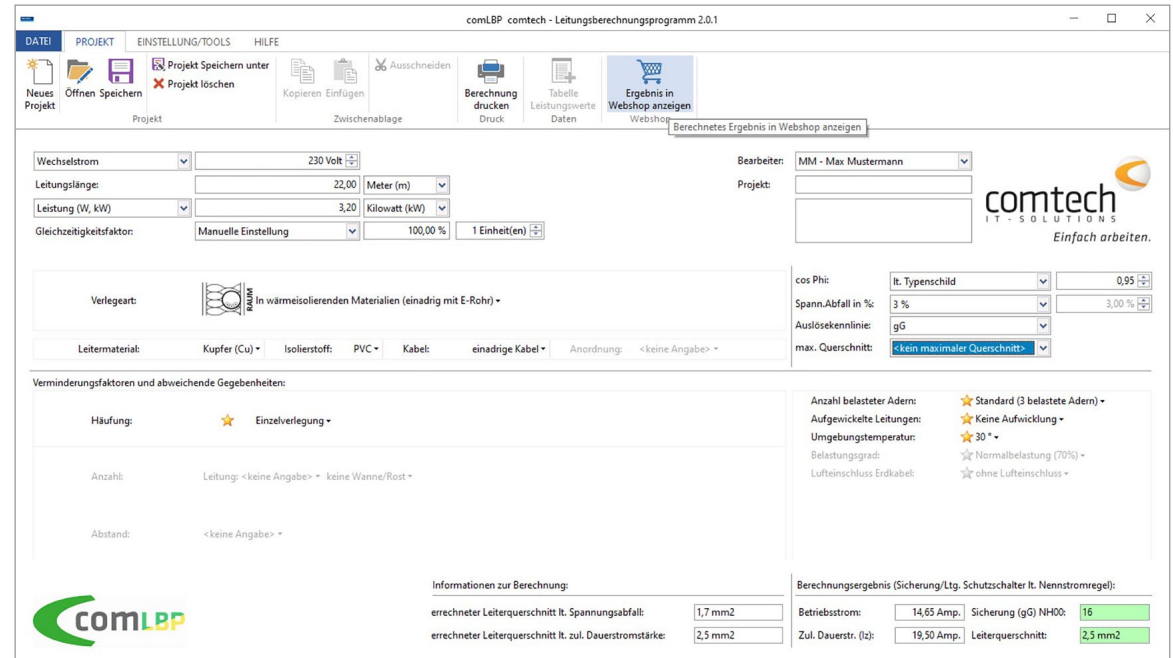 comLBP comtech - Leitungsberechnungsprogramm 2.0.1
DATEI PROJEKT EINSTELLUNG/TOOLS HILFE
Neues Projekt Öffnen Speichern Projekt Speichern unter Projekt löschen Kopieren Einfügen Ausschneiden Berechnung drucken Tabelle Leistungswerte Ergebnis in Webshop anzeigen
Projekt Zwischenablage Druck Daten Webshop
Berechnetes Ergebnis in Webshop anzeigen
Wechselstrom 230 Volt Bearbeiter: MM - Max Mustermann
Leitungslänge: 22,00 Meter (m) Projekt:
Leistung (W, kW) 3,20 Kilowatt (kW)
Gleichzeitigkeitsfaktor: Manuelle Einstellung 100,00 % 1 Einheit(en)
comtech
IT - SOLUTIONS
Einfach arbeiten.
Verlegeart: RAUM In wärmeisolierenden Materialien (einadrig mit E-Rohr)
Leitermaterial: Kupfer (Cu) Isolierstoff: PVC Kabel: einadrige Kabel Anordnung: <keine Angabe>
cos Phi: lt. Typenschild 0,95
Spann.Abfall in %: 3 % 3,00 %
Auslösekennlinie: gG
max. Querschnitt: <kein maximaler Querschnitt>
Verminderungsfaktoren und abweichende Gegebenheiten:
Häufung: Einzelverlegung
Anzahl: Leitung: <keine Angabe> keine Wanne/Rost
Abstand: <keine Angabe>
Anzahl belasteter Adern: Standard (3 belastete Adern)
Aufgewickelte Leitungen: Keine Aufwicklung
Umgebungstemperatur: 30 °
Belastungsgrad: Normalbelastung (70%)
Lufteinschluss Erdkabel: ohne Lufteinschluss
comLBP
Informationen zur Berechnung:
errechneter Leiterquerschnitt lt. Spannungsabfall: 1,7 mm2
errechneter Leiterquerschnitt lt. zul. Dauerstromstärke: 2,5 mm2
Berechnungsergebnis (Sicherung/Ltg. Schutzschalter lt. Nennstromregel):
Betriebsstrom: 14,65 Amp. Sicherung (gG) NH00: 16
Zul. Dauerstr. (Iz): 19,50 Amp. Leiterquerschnitt: 2,5 mm2